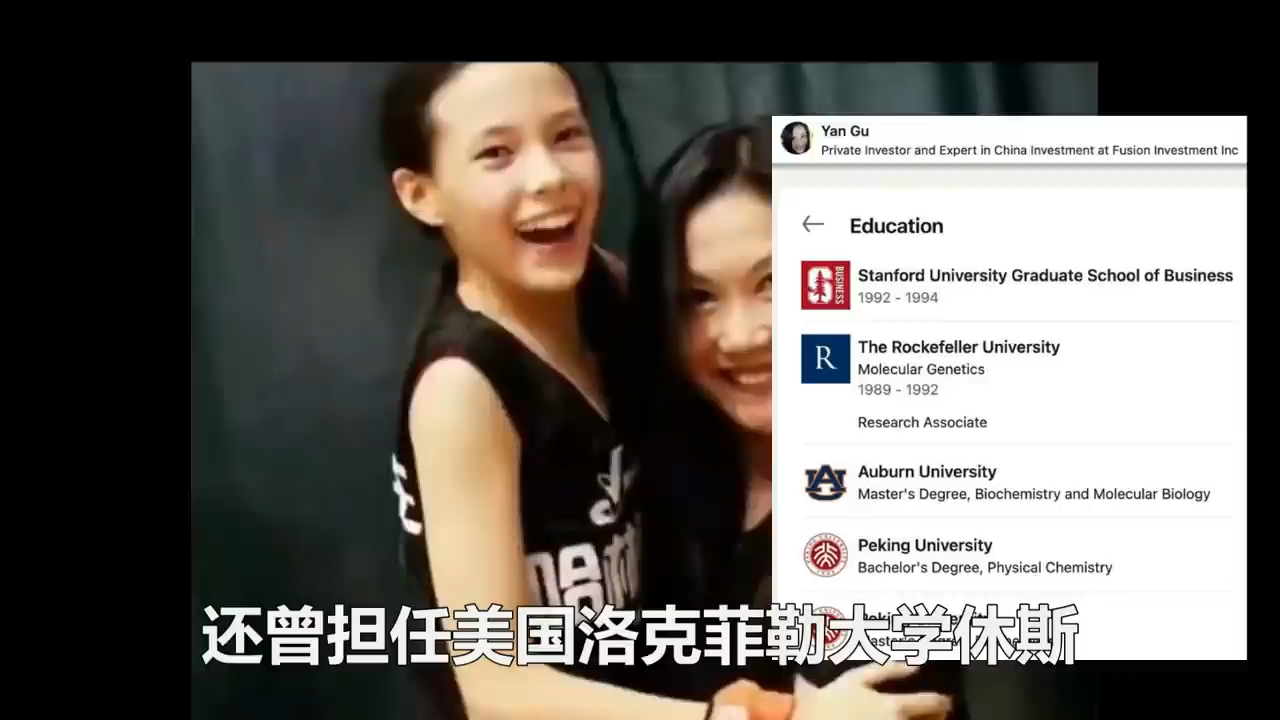 Yan Gu
Private Investor and Expert in China Investment at Fusion Investment Inc
Education
BUSINESS
Stanford University Graduate School of Business
1992 - 1994
R
The Rockefeller University
Molecular Genetics
1989 - 1992
Research Associate
Auburn University
Master's Degree, Biochemistry and Molecular Biology
Peking University
Bachelor's Degree, Physical Chemistry
还曾担任美国洛克菲勒大学休斯